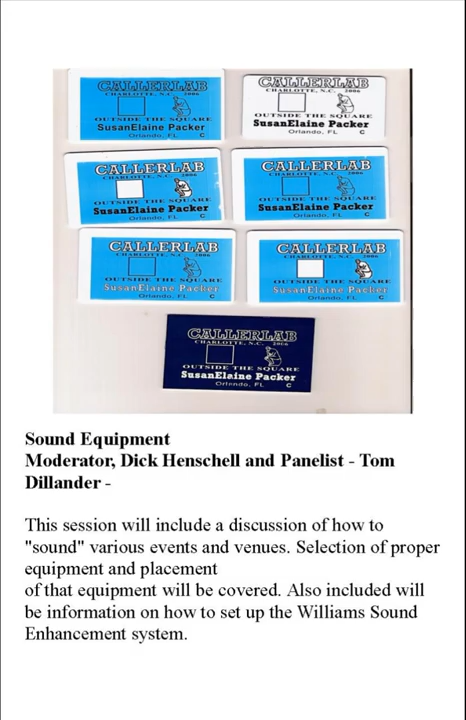 CALLERLAB
CHARLOTTE, N.C. 2006
OUTSIDE THE SQUARE
SusanElaine Packer
Orlando, FL C
CALLERLAB
CHARLOTTE, N.C. 2006
OUTSIDE THE SQUARE
SusanElaine Packer
Orlando, FL C
CALLERLAB
CHARLOTTE, N.C. 2006
OUTSIDE THE SQUARE
SusanElaine Packer
Orlando, FL C
CALLERLAB
CHARLOTTE, N.C. 2006
OUTSIDE THE SQUARE
SusanElaine Packer
Orlando, FL C
CALLERLAB
CHARLOTTE, N.C. 2006
OUTSIDE THE SQUARE
SusanElaine Packer
Orlando, FL C
CALLERLAB
CHARLOTTE, N.C. 2006
OUTSIDE THE SQUARE
SusanElaine Packer
Orlando, FL C
CALLERLAB
CHARLOTTE, N.C. 2006
OUTSIDE THE SQUARE
SusanElaine Packer
Orlando, FL C
Sound Equipment
Moderator, Dick Henschell and Panelist - Tom
Dillander -
This session will include a discussion of how to
"sound" various events and venues. Selection of proper
equipment and placement
of that equipment will be covered. Also included will
be information on how to set up the Williams Sound
Enhancement system.